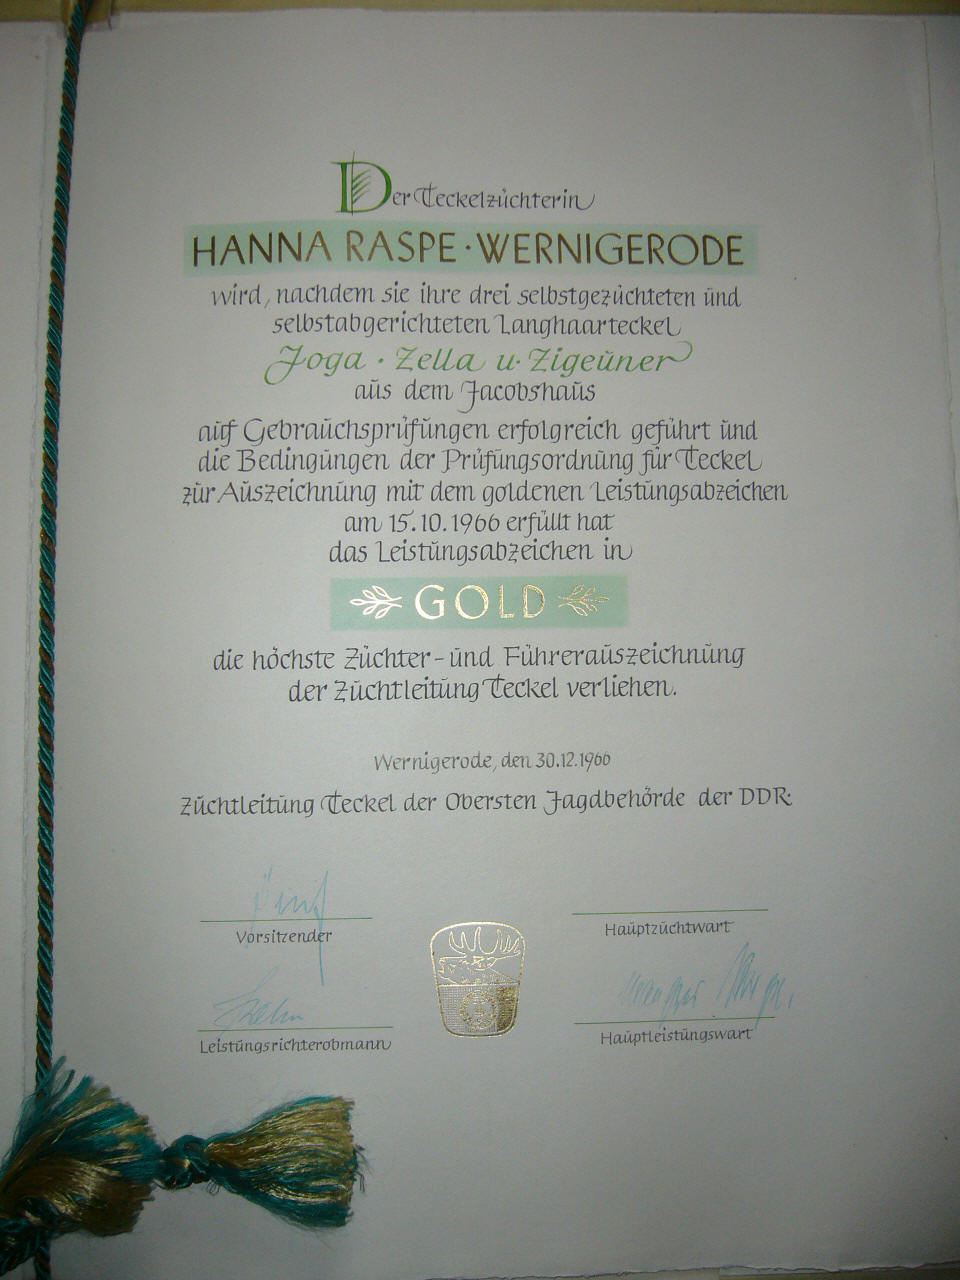 Der Teckelzüchterin
HANNA RASPE · WERNIGERODE
wird, nachdem sie ihre drei selbstgezüchteten und
selbstabgerichteten Langhaarteckel
Joga · Zella u· Zigeuner
aus dem Jacobshaus
auf Gebrauchsprüfungen erfolgreich geführt und
die Bedingungen der Prüfungsordnung für Teckel
zur Auszeichnung mit dem goldenen Leistungsabzeichen
am 15.10.1966 erfüllt hat
das Leistungsabzeichen in
GOLD
die höchste Züchter- und Führerauszeichnung
der Zuchtleitung Teckel verliehen.
Wernigerode, den 30.12.1966
Zuchtleitung Teckel der Obersten Jagdbehörde der DDR
Vorsitzender
Hauptzuchtwart
Leistungsrichterobmann
Hauptleistungswart